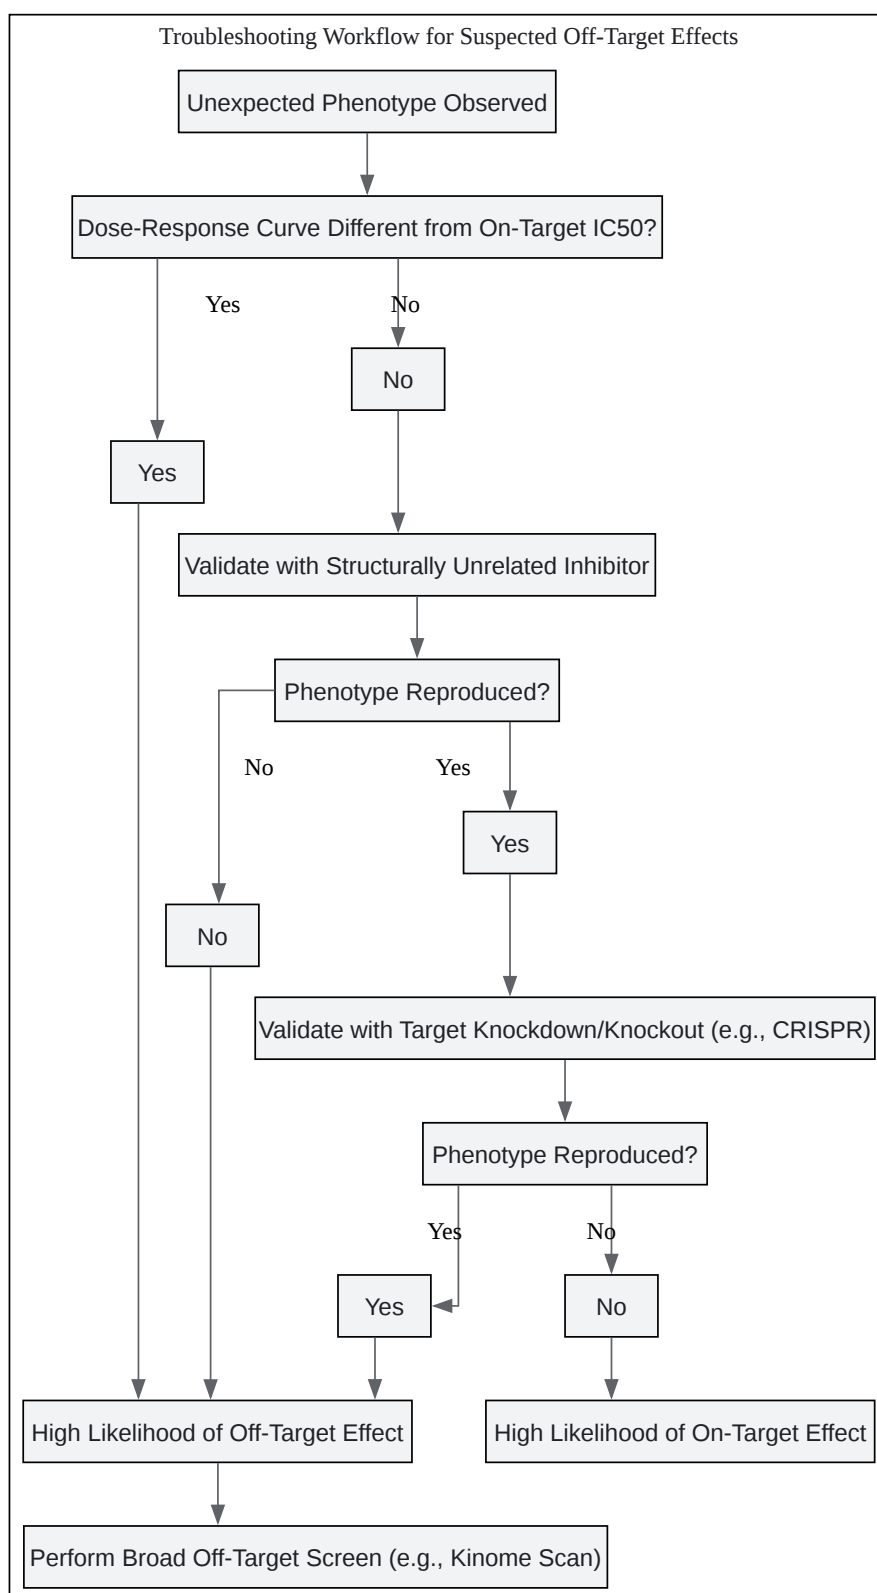 Troubleshooting Workflow for Suspected Off-Target Effects
Unexpected Phenotype Observed
Dose-Response Curve Different from On-Target IC50?
Yes
No
No
Yes
Validate with Structurally Unrelated Inhibitor
Phenotype Reproduced?
No
Yes
Yes
No
Validate with Target Knockdown/Knockout (e.g., CRISPR)
Phenotype Reproduced?
Yes
No
Yes
No
High Likelihood of Off-Target Effect
High Likelihood of On-Target Effect
Perform Broad Off-Target Screen (e.g., Kinome Scan)